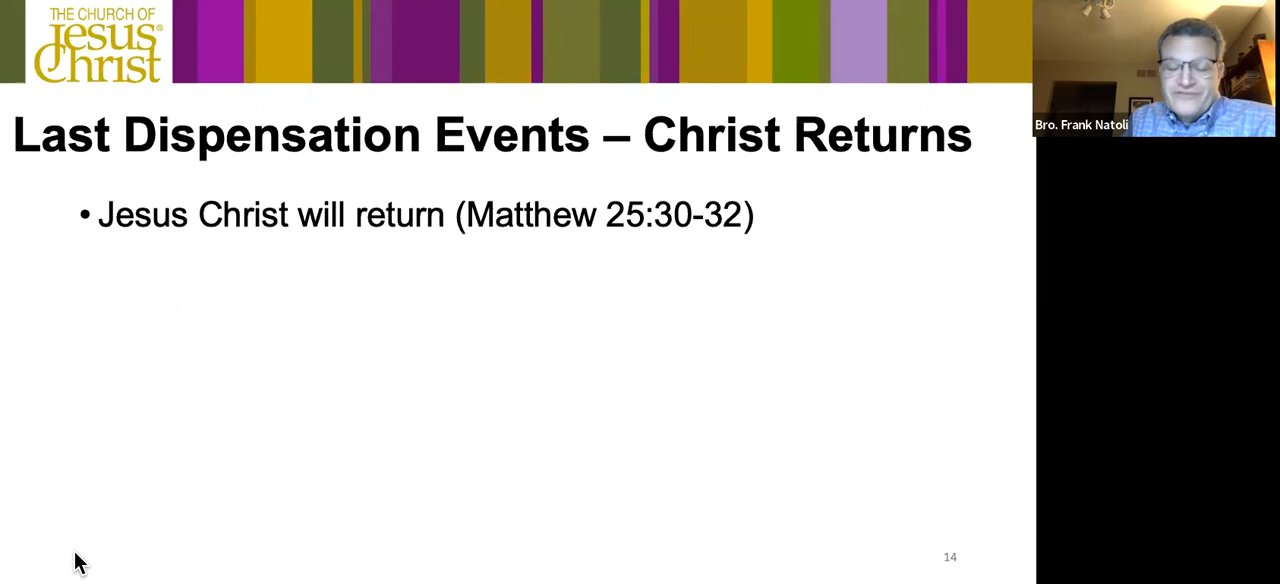 THE CHURCH OF
Jesus®
Christ
Bro. Frank Natoli
Last Dispensation Events – Christ Returns
• Jesus Christ will return (Matthew 25:30-32)
14